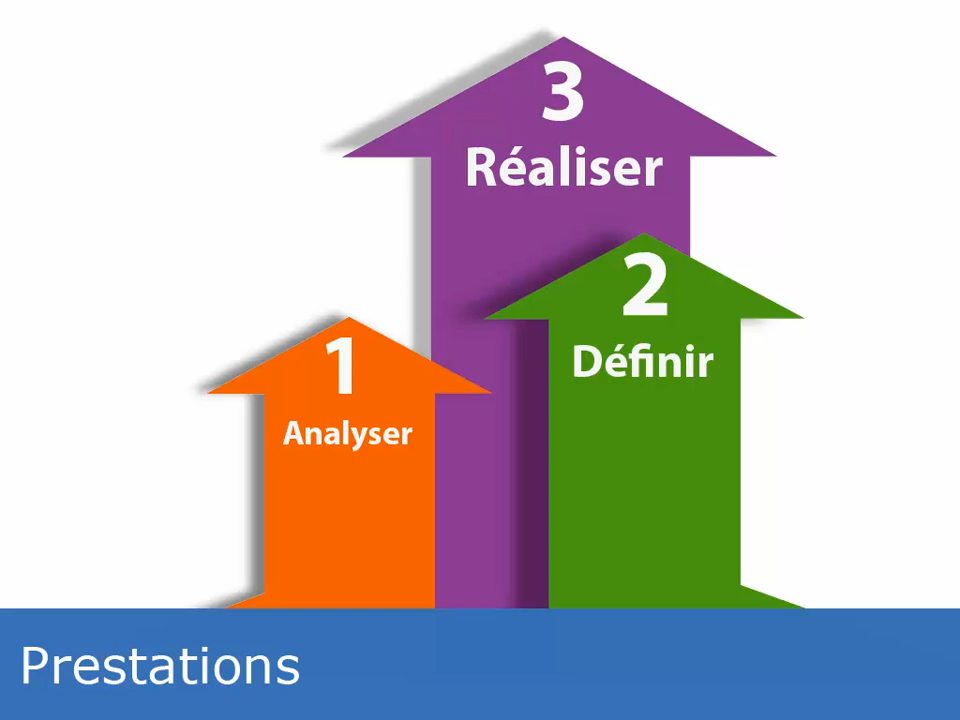 3
Réaliser
2
Définir
1
Analyser
Prestations